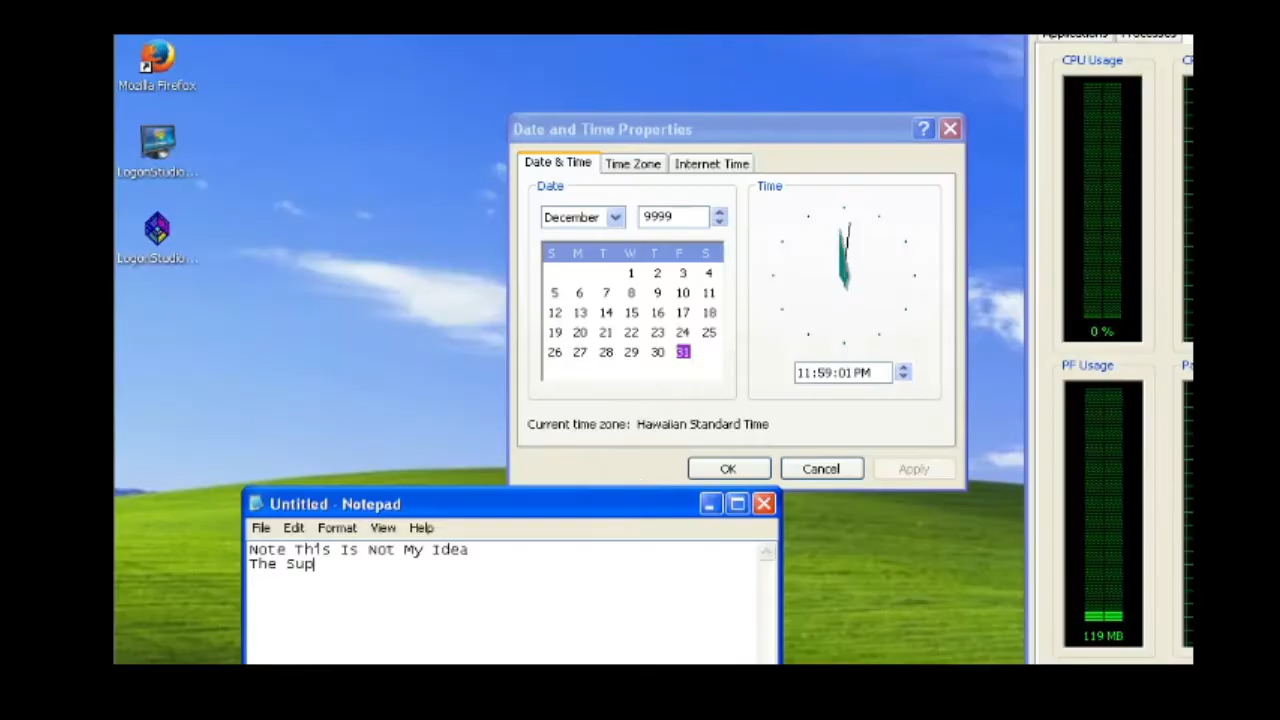 Mozilla Firefox
LogonStudio...
LogonStudio...
Date and Time Properties
Date & Time
Time Zone
Internet Time
Date
December
9999
S M T W T F S
1 2 3 4
5 6 7 8 9 10 11
12 13 14 15 16 17 18
19 20 21 22 23 24 25
26 27 28 29 30 31
Time
11:59:01 PM
Current time zone: Hawaiian Standard Time
OK
Cancel
Apply
Untitled - Notepad
File Edit Format View Help
Note This Is Not My Idea
The Sup
Applications
Processes
CPU Usage
0 %
PF Usage
119 MB